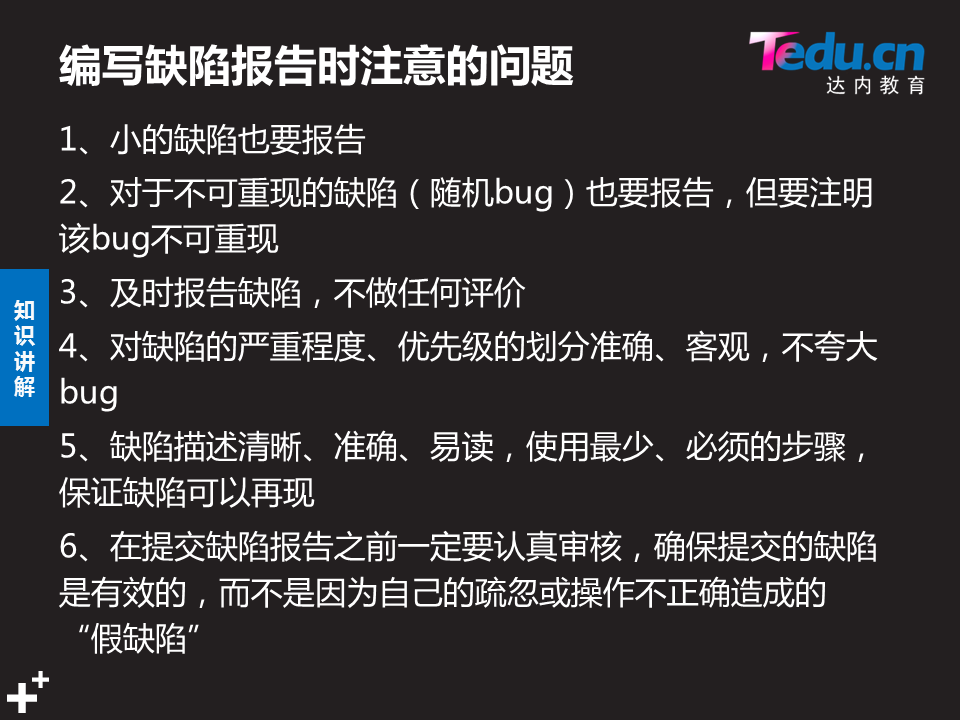 编写缺陷报告时注意的问题
Tedu.cn
达内教育
1、小的缺陷也要报告
2、对于不可重现的缺陷（随机bug）也要报告，但要注明
该bug不可重现
3、及时报告缺陷，不做任何评价
4、对缺陷的严重程度、优先级的划分准确、客观，不夸大
bug
5、缺陷描述清晰、准确、易读，使用最少、必须的步骤，
保证缺陷可以再现
6、在提交缺陷报告之前一定要认真审核，确保提交的缺陷
是有效的，而不是因为自己的疏忽或操作不正确造成的
“假缺陷”
知
识
讲
解